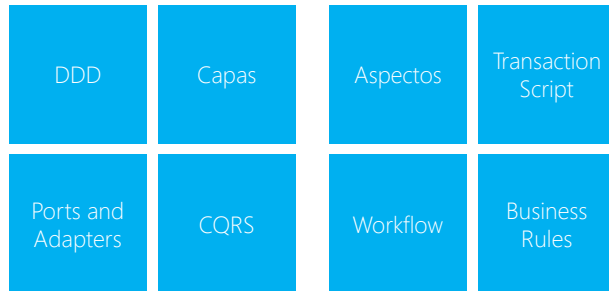 DDD
Capas
Aspectos
Transaction
Script
Ports and
Adapters
CQRS
Workflow
Business
Rules